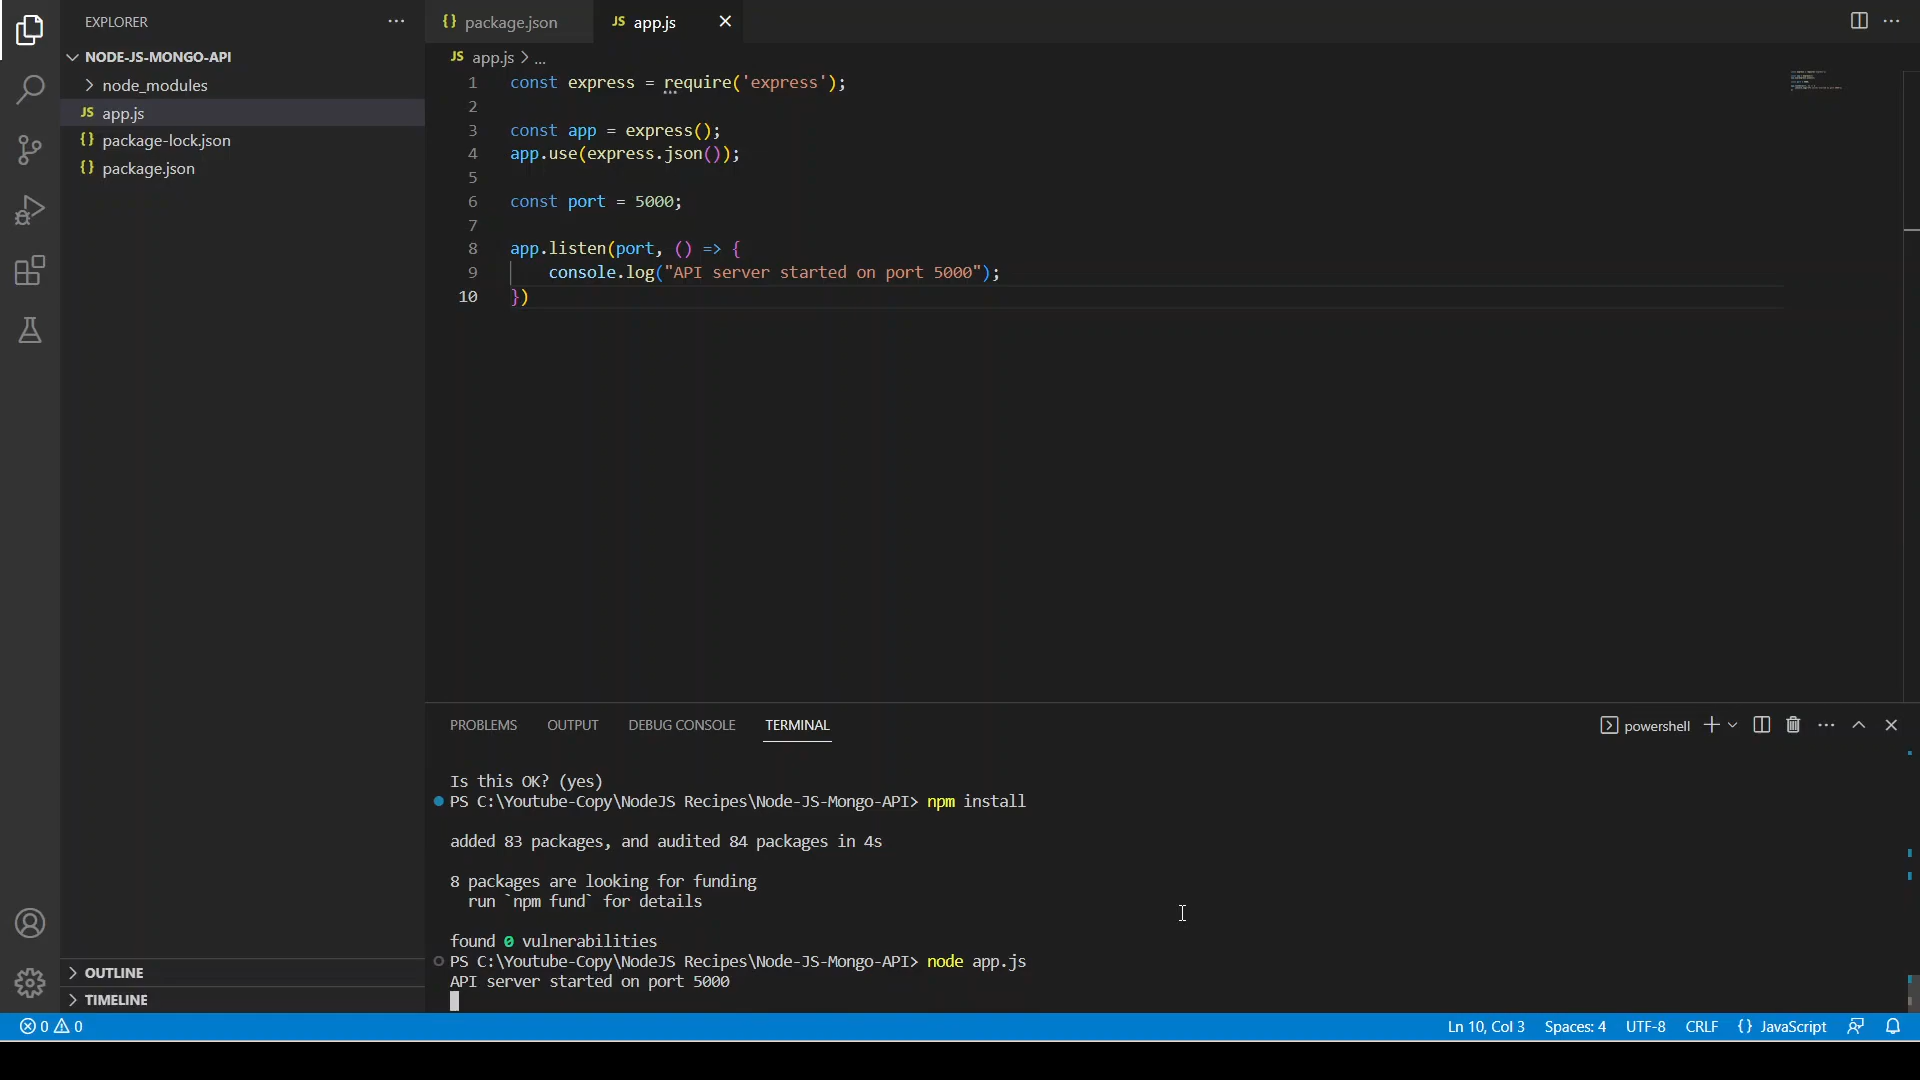 EXPLORER
NODE-JS-MONGO-API
node_modules
JS app.js
{} package-lock.json
{} package.json
OUTLINE
TIMELINE
{} package.json
JS app.js
JS app.js > ...
1 const express = require('express');
2
3 const app = express();
4 app.use(express.json());
5
6 const port = 5000;
7
8 app.listen(port, () => {
9 console.log("API server started on port 5000");
10 })
PROBLEMS OUTPUT DEBUG CONSOLE TERMINAL
powershell
Is this OK? (yes)
PS C:\Youtube-Copy\NodeJS Recipes\Node-JS-Mongo-API> npm install
added 83 packages, and audited 84 packages in 4s
8 packages are looking for funding
run `npm fund` for details
found 0 vulnerabilities
PS C:\Youtube-Copy\NodeJS Recipes\Node-JS-Mongo-API> node app.js
API server started on port 5000
0 0
Ln 10, Col 3 Spaces: 4 UTF-8 CRLF {} JavaScript